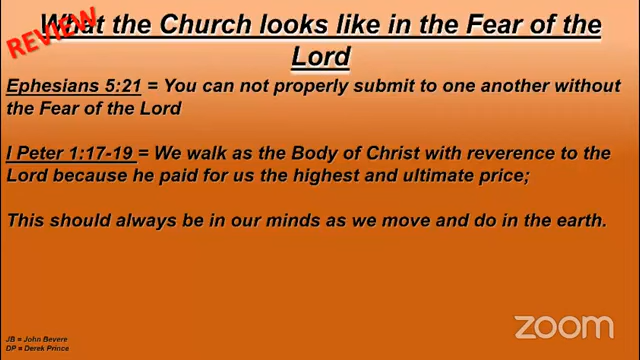 REVIEW
What the Church looks like in the Fear of the
Lord
Ephesians 5:21 = You can not properly submit to one another without
the Fear of the Lord
I Peter 1:17-19 = We walk as the Body of Christ with reverence to the
Lord because he paid for us the highest and ultimate price;
This should always be in our minds as we move and do in the earth.
JB = John Bevere
DP = Derek Prince
zoom